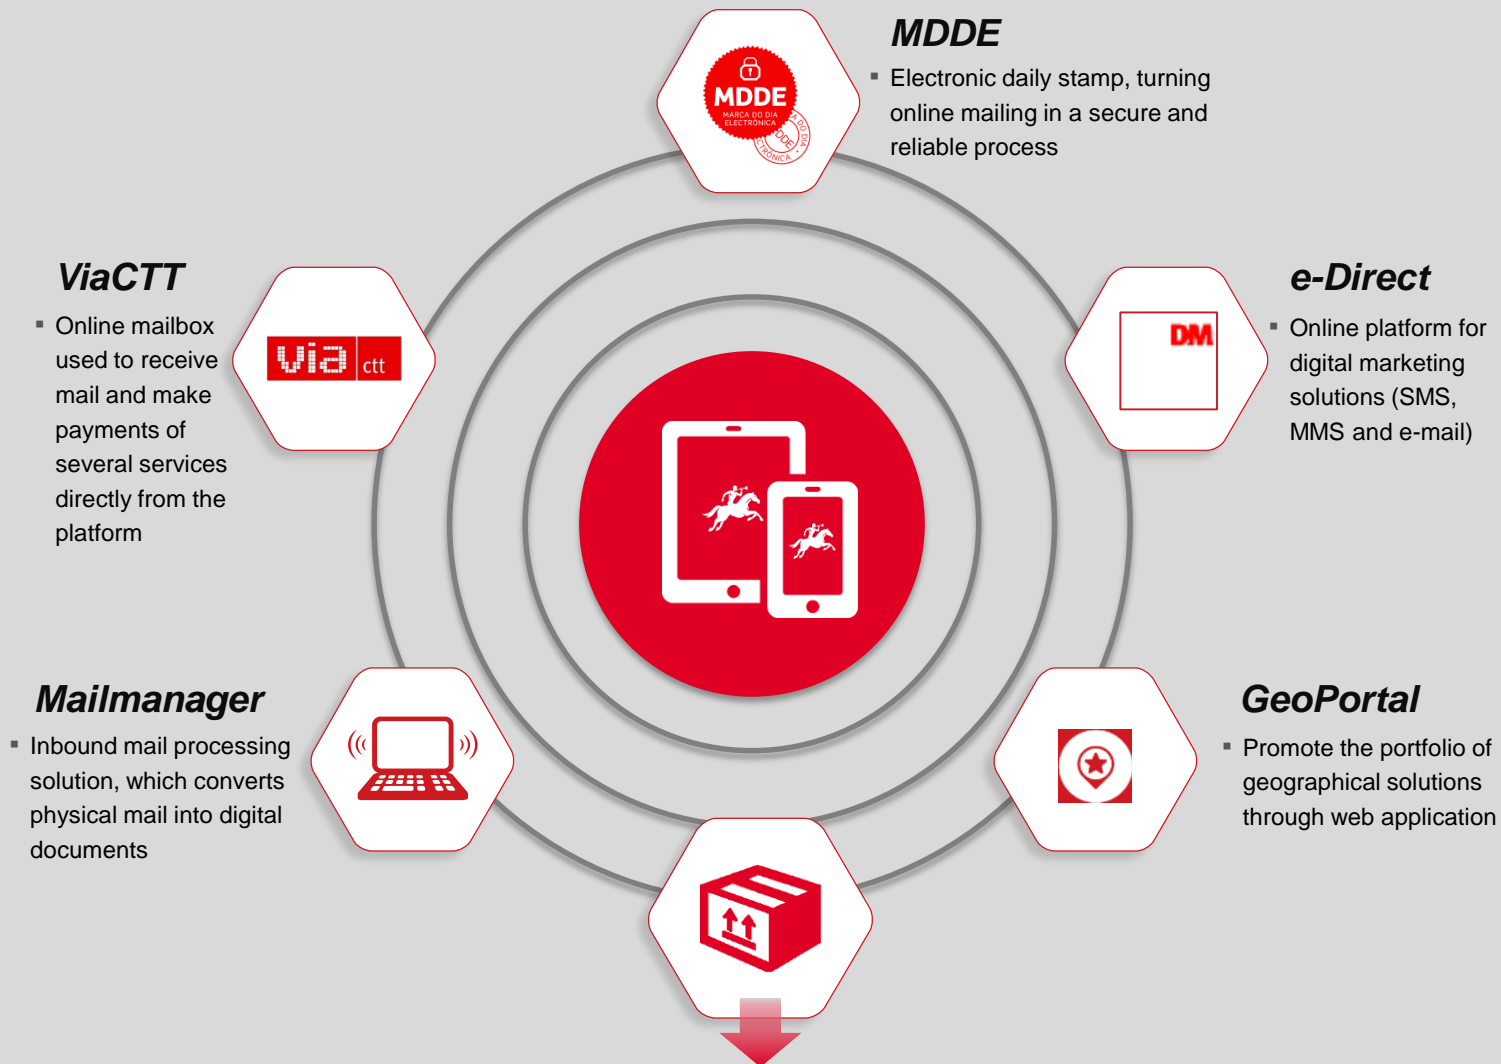 MDDE
▪ Electronic daily stamp, turning
online mailing in a secure and
reliable process
MDDE
MARCA DO DIA
ELECTRÓNICA
ViaCTT
▪ Online mailbox
used to receive
mail and make
payments of
several services
directly from the
platform
via ctt
e-Direct
▪ Online platform for
digital marketing
solutions (SMS,
MMS and e-mail)
DM
Mailmanager
▪ Inbound mail processing
solution, which converts
physical mail into digital
documents
GeoPortal
▪ Promote the portfolio of
geographical solutions
through web application